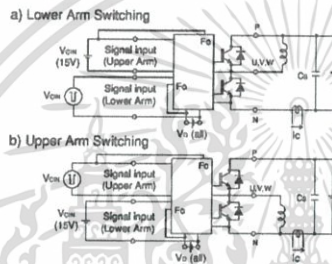 a) Lower Arm Switching
P
Fo
VCIN
(15V)
Signal input
(Upper Arm)
U,V,W
CS
Signal input
(Lower Arm)
VCIN
Fo
N
IC
VD (all)
b) Upper Arm Switching
P
Fo
VCIN
Signal input
(Upper Arm)
U,V,W
CS
VCIN
(15V)
Signal input
(Lower Arm)
Fo
N
IC
VD (all)